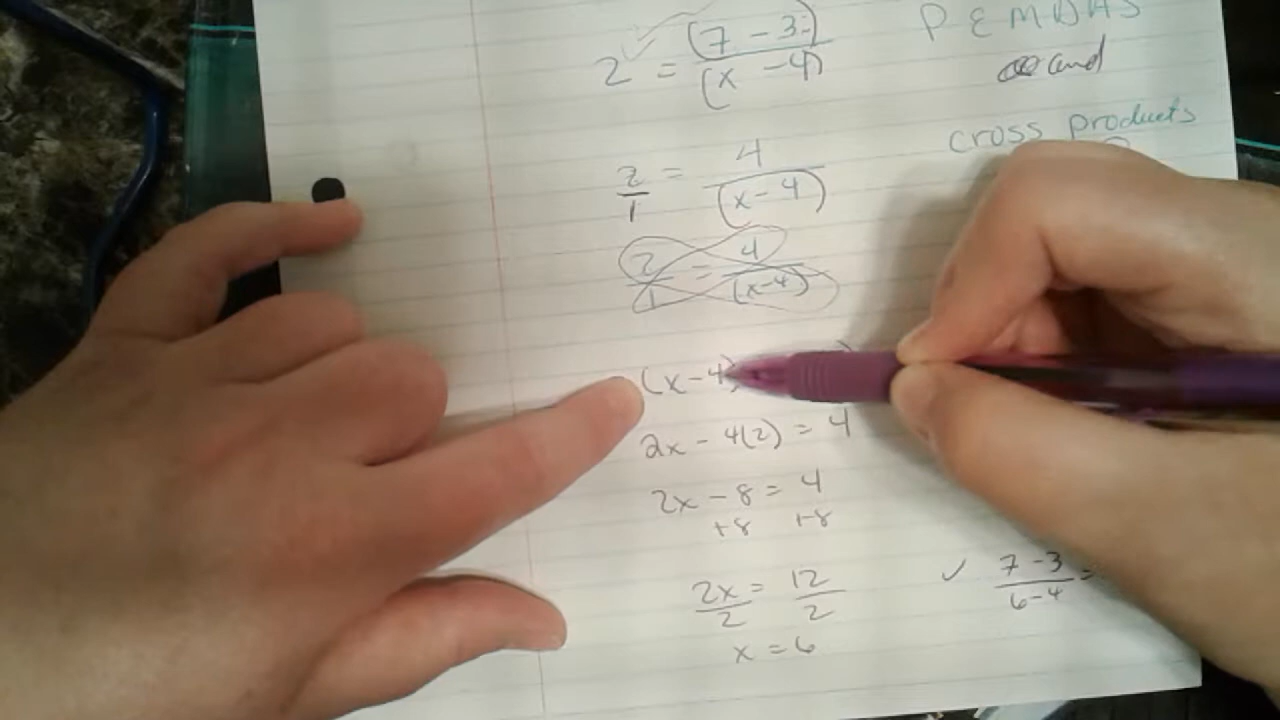 2 = (7 - 3) / (x - 4)
PEMDAS
and
cross products
2/1 = 4/(x-4)
2/1 = 4/(x-4)
(x-4)
2x - 4(2) = 4
2x - 8 = 4
+8 +8
2x/2 = 12/2
x = 6
✓ 7-3/6-4 =